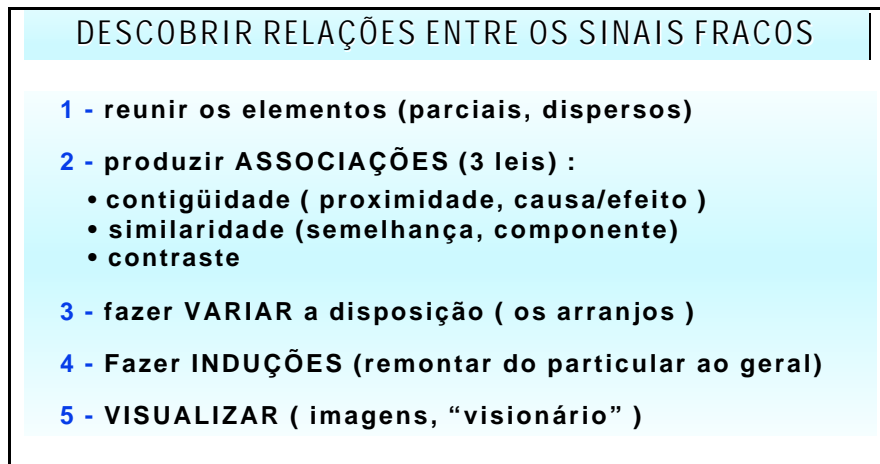 DESCOBRIR RELAÇÕES ENTRE OS SINAIS FRACOS
1 - reunir os elementos (parciais, dispersos)
2 - produzir ASSOCIAÇÕES (3 leis) :
• contigüidade ( proximidade, causa/efeito )
• similaridade (semelhança, componente)
• contraste
3 - fazer VARIAR a disposição ( os arranjos )
4 - Fazer INDUÇÕES (remontar do particular ao geral)
5 - VISUALIZAR ( imagens, “visionário” )